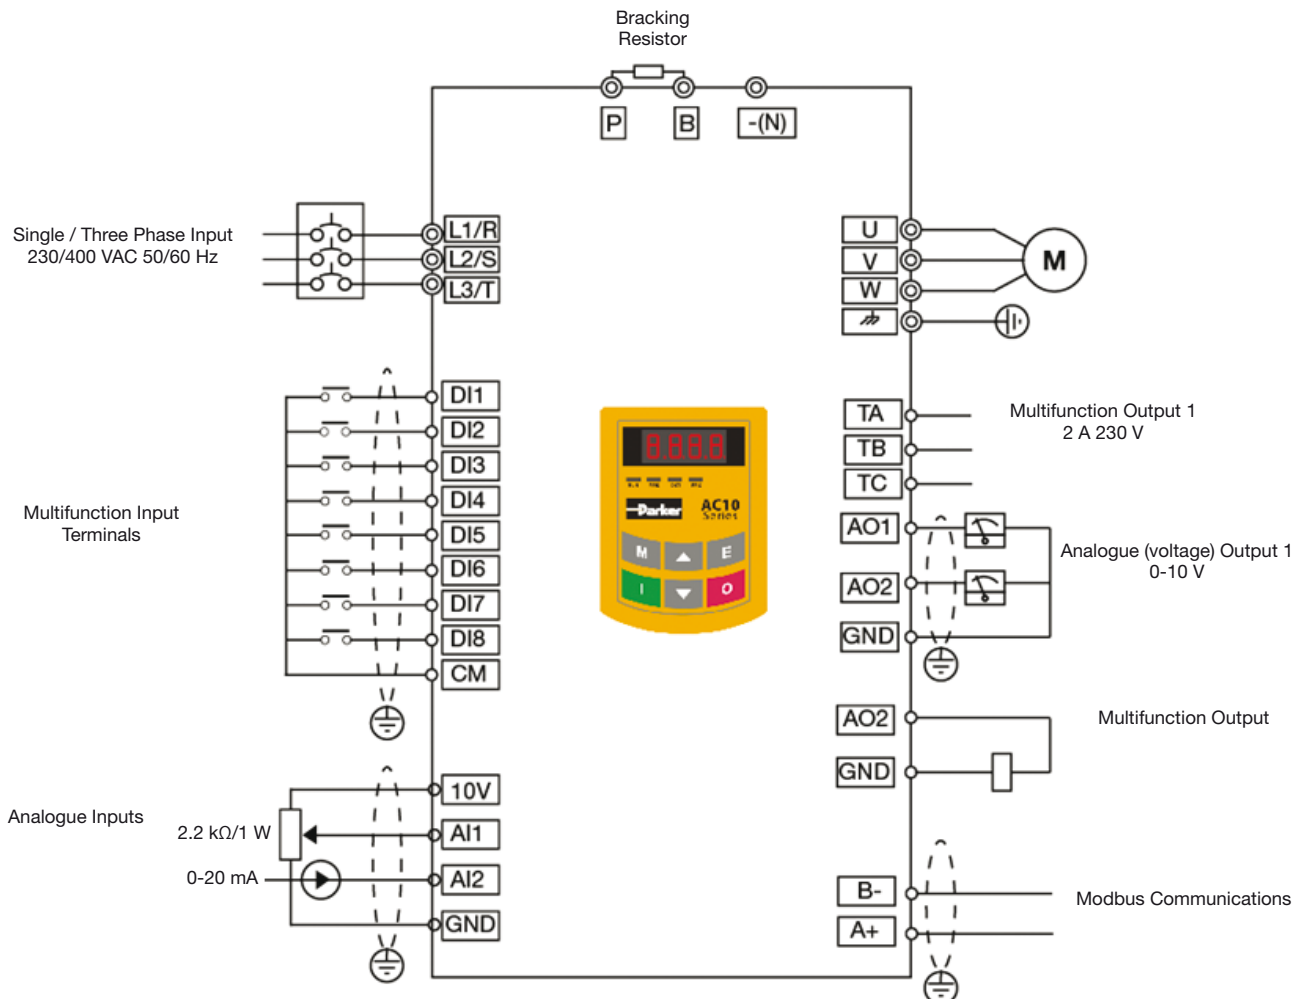 Bracking
Resistor
P
B
-(N)
Single / Three Phase Input
230/400 VAC 50/60 Hz
L1/R
L2/S
L3/T
U
V
W
M
Multifunction Input
Terminals
DI1
DI2
DI3
DI4
DI5
DI6
DI7
DI8
CM
8.8.8.8
Parker
AC10
Series
M
E
I
O
TA
TB
TC
Multifunction Output 1
2 A 230 V
AO1
AO2
GND
Analogue (voltage) Output 1
0-10 V
AO2
GND
Multifunction Output
Analogue Inputs
2.2 kΩ/1 W
0-20 mA
10V
AI1
AI2
GND
B-
A+
Modbus Communications